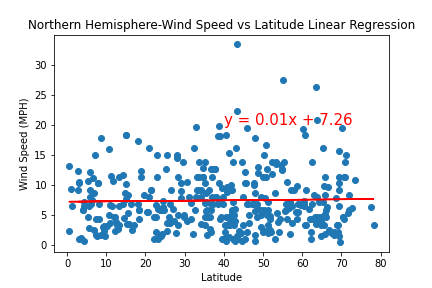 Northern Hemisphere-Wind Speed vs Latitude Linear Regression
30
25
20
15
10
5
0
Wind Speed (MPH)
y = 0.01x + 7.26
0 10 20 30 40 50 60 70 80
Latitude